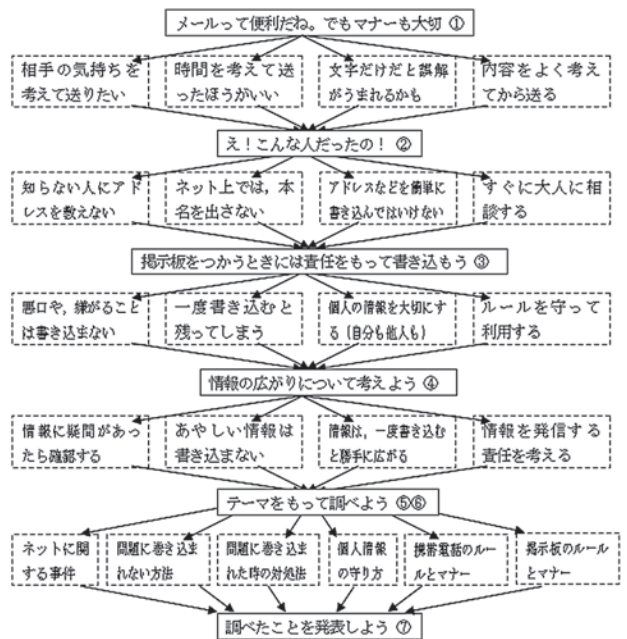 メールって便利だね。でもマナーも大切 ①
相手の気持ちを
考えて送りたい
時間を考えて送
ったほうがいい
文字だけだと誤解
がうまれるかも
内容をよく考え
てから送る
え！こんな人だったの！ ②
知らない人にアド
レスを教えない
ネット上では，本
名を出さない
アドレスなどを簡単に
書き込んではいけない
すぐに大人に相
談する
掲示板をつかうときには責任をもって書き込もう ③
悪口や，嫌がること
は書き込まない
一度書き込むと
残ってしまう
個人の情報を大切にす
る（自分も他人も）
ルールを守って
利用する
情報の広がりについて考えよう ④
情報に疑問があっ
たら確認する
あやしい情報は
書き込まない
情報は，一度書き込む
と勝手に広がる
情報を発信する
責任を考える
テーマをもって調べよう ⑤⑥
ネットに関
する事件
問題に巻き込ま
れない方法
問題に巻き込ま
れた時の対処法
個人情報
の守り方
携帯電話のルー
ルとマナー
掲示板のルール
とマナー
調べたことを発表しよう ⑦